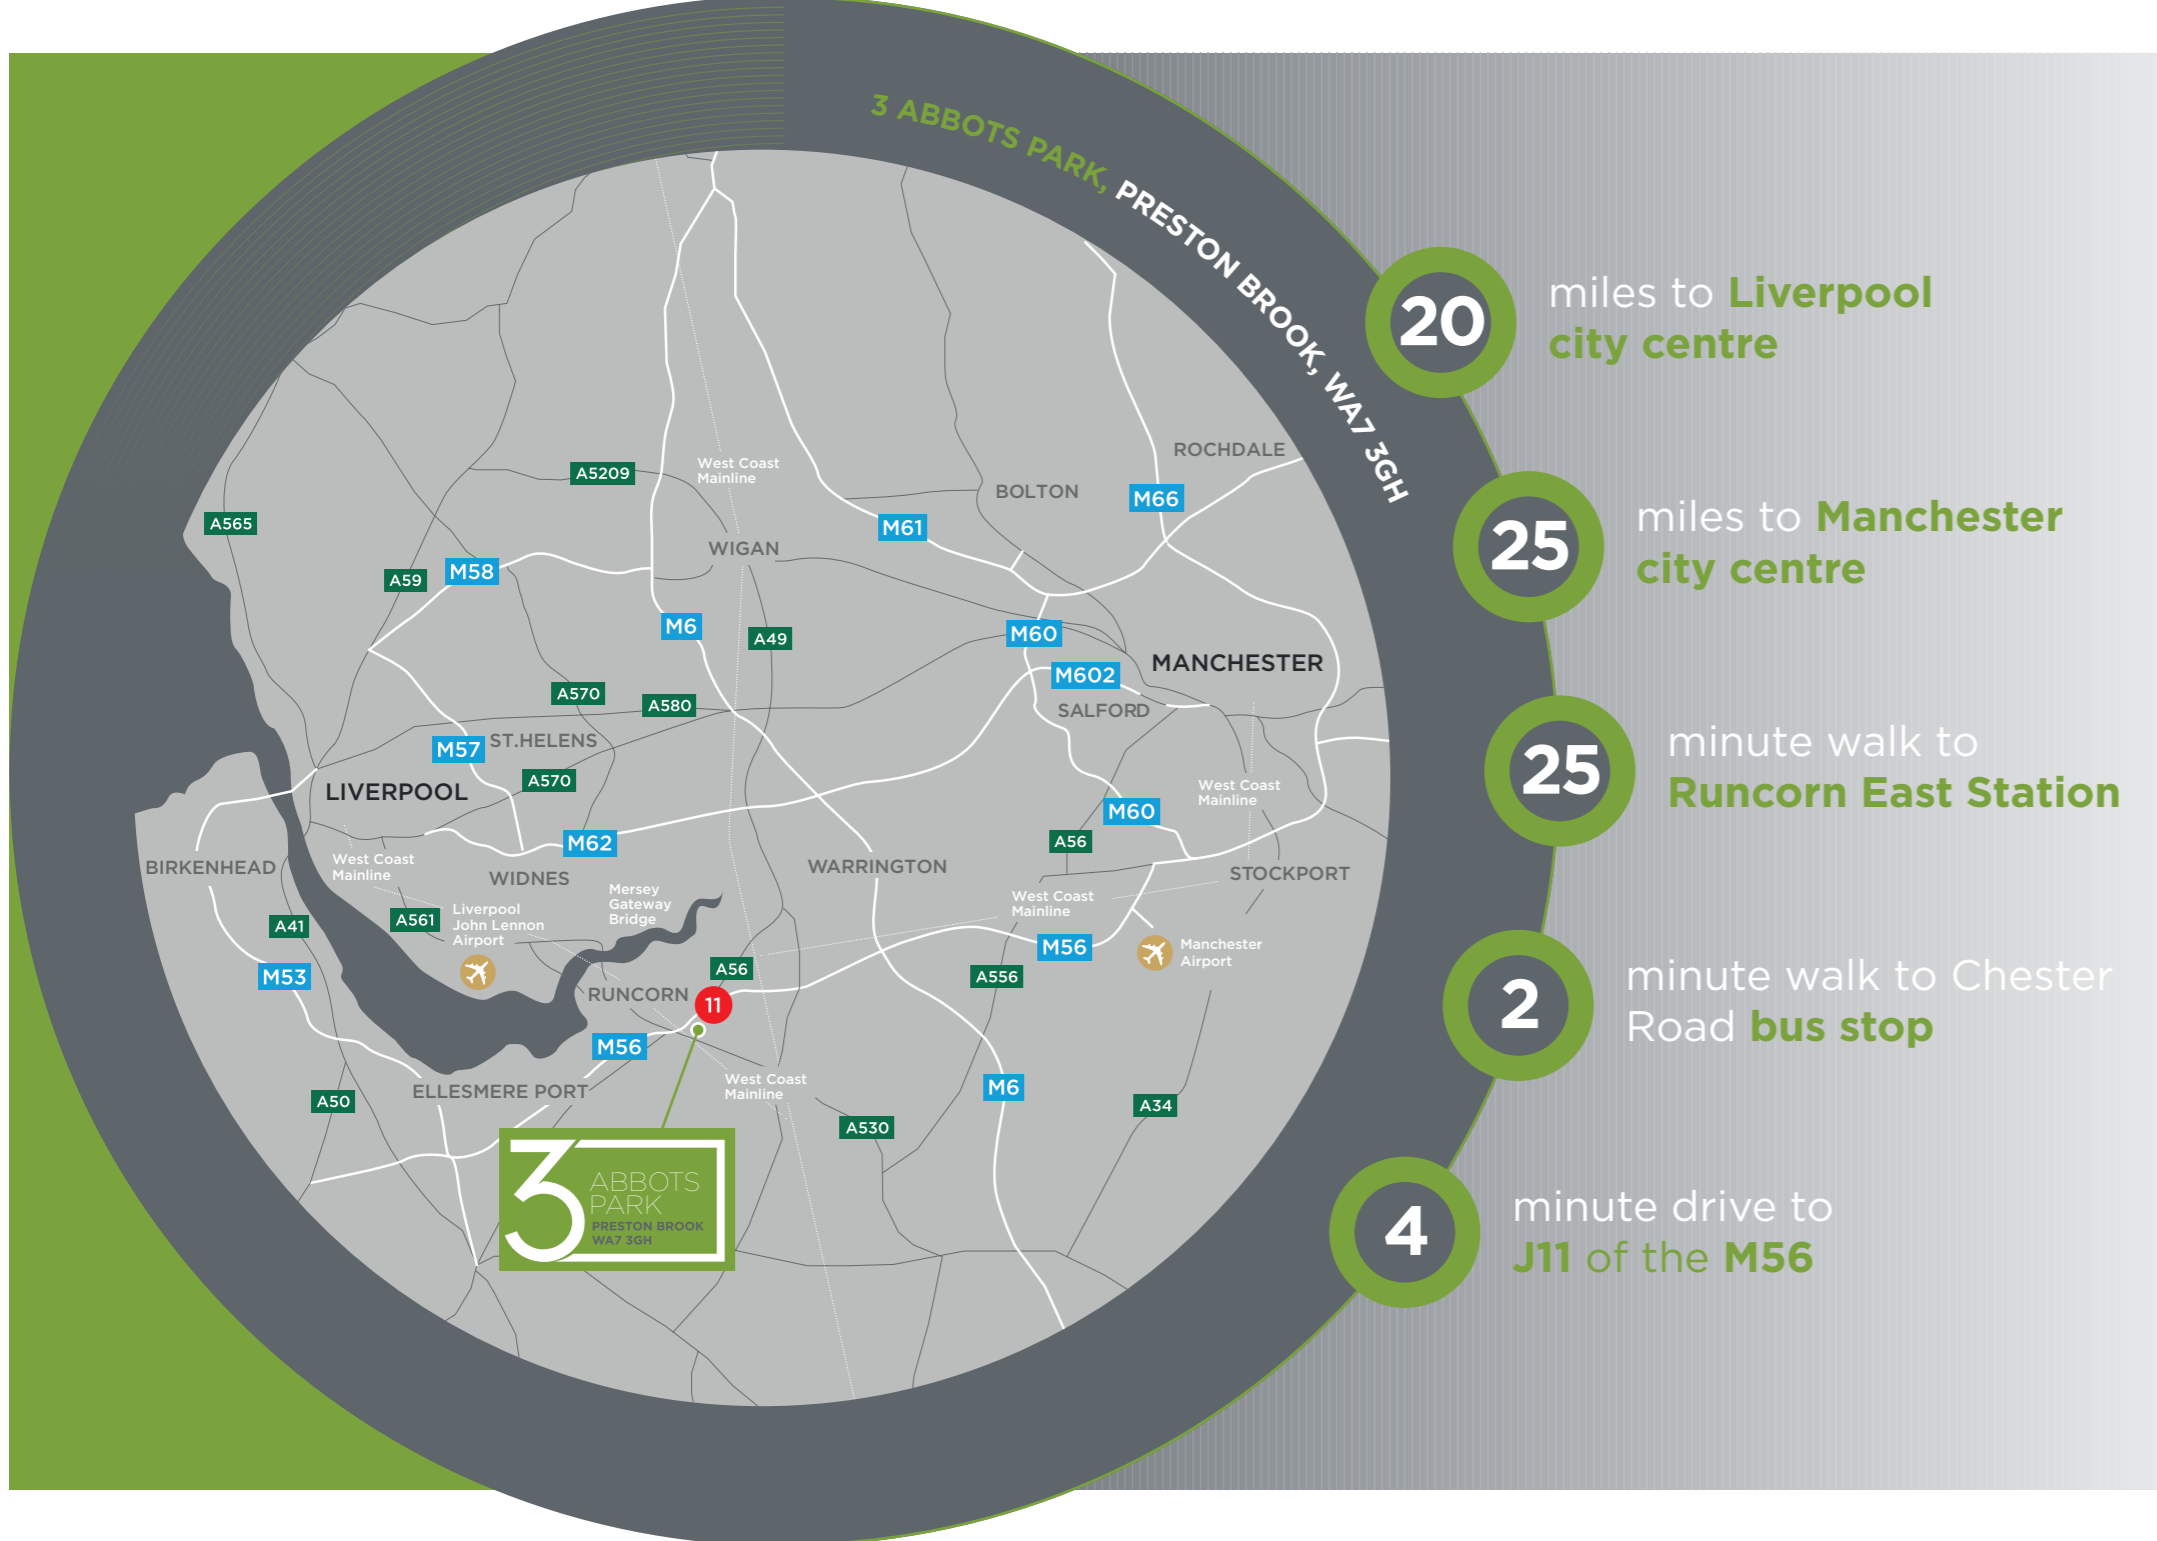 3 ABBOTS PARK, PRESTON BROOK, WA7 3GH
20
miles to Liverpool
city centre
25
miles to Manchester
city centre
25
minute walk to
Runcorn East Station
2
minute walk to Chester
Road bus stop
4
minute drive to
J11 of the M56
ROCHDALE
A5209
West Coast
Mainline
BOLTON
M66
A565
M61
WIGAN
M58
A59
M6
A49
M60
MANCHESTER
M602
A570
A580
SALFORD
M57
ST.HELENS
A570
LIVERPOOL
West Coast
Mainline
M60
M62
A56
BIRKENHEAD
West Coast
Mainline
WIDNES
WARRINGTON
STOCKPORT
Mersey
Gateway
Bridge
West Coast
Mainline
A41
A561
Liverpool
John Lennon
Airport
M56
Manchester
Airport
M53
A56
A556
RUNCORN
11
M56
ELLESMERE PORT
West Coast
Mainline
M6
A50
A530
A34
3
ABBOTS
PARK
PRESTON BROOK
WA7 3GH